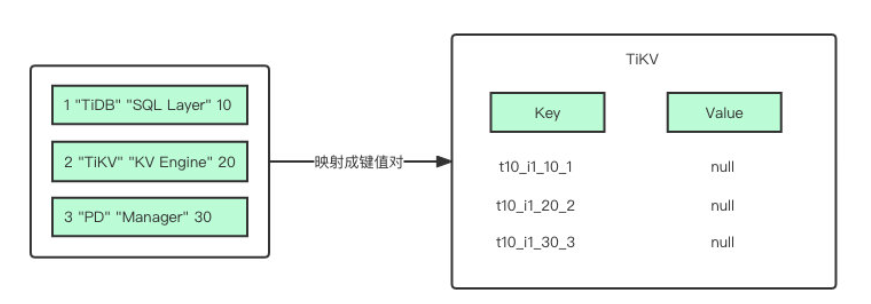 1 "TiDB" "SQL Layer" 10
2 "TiKV" "KV Engine" 20
3 "PD" "Manager" 30
映射成键值对
TiKV
Key Value
t10_i1_10_1 null
t10_i1_20_2 null
t10_i1_30_3 null